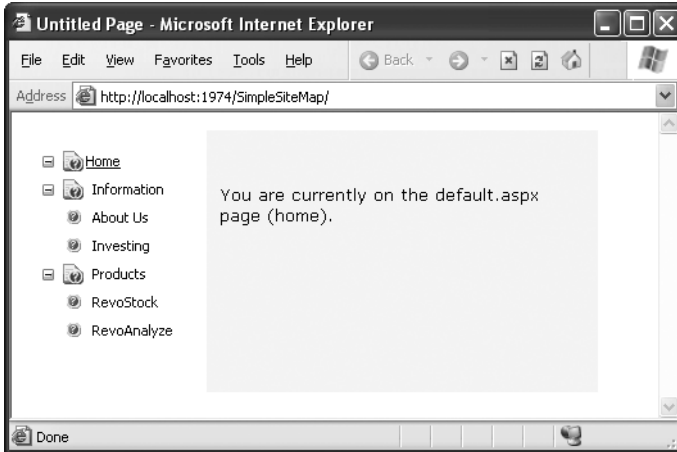 Untitled Page - Microsoft Internet Explorer
File Edit View Favorites Tools Help Back
Address http://localhost:1974/SimpleSiteMap/
Home
Information
About Us
Investing
Products
RevoStock
RevoAnalyze
You are currently on the default.aspx
page (home).
Done